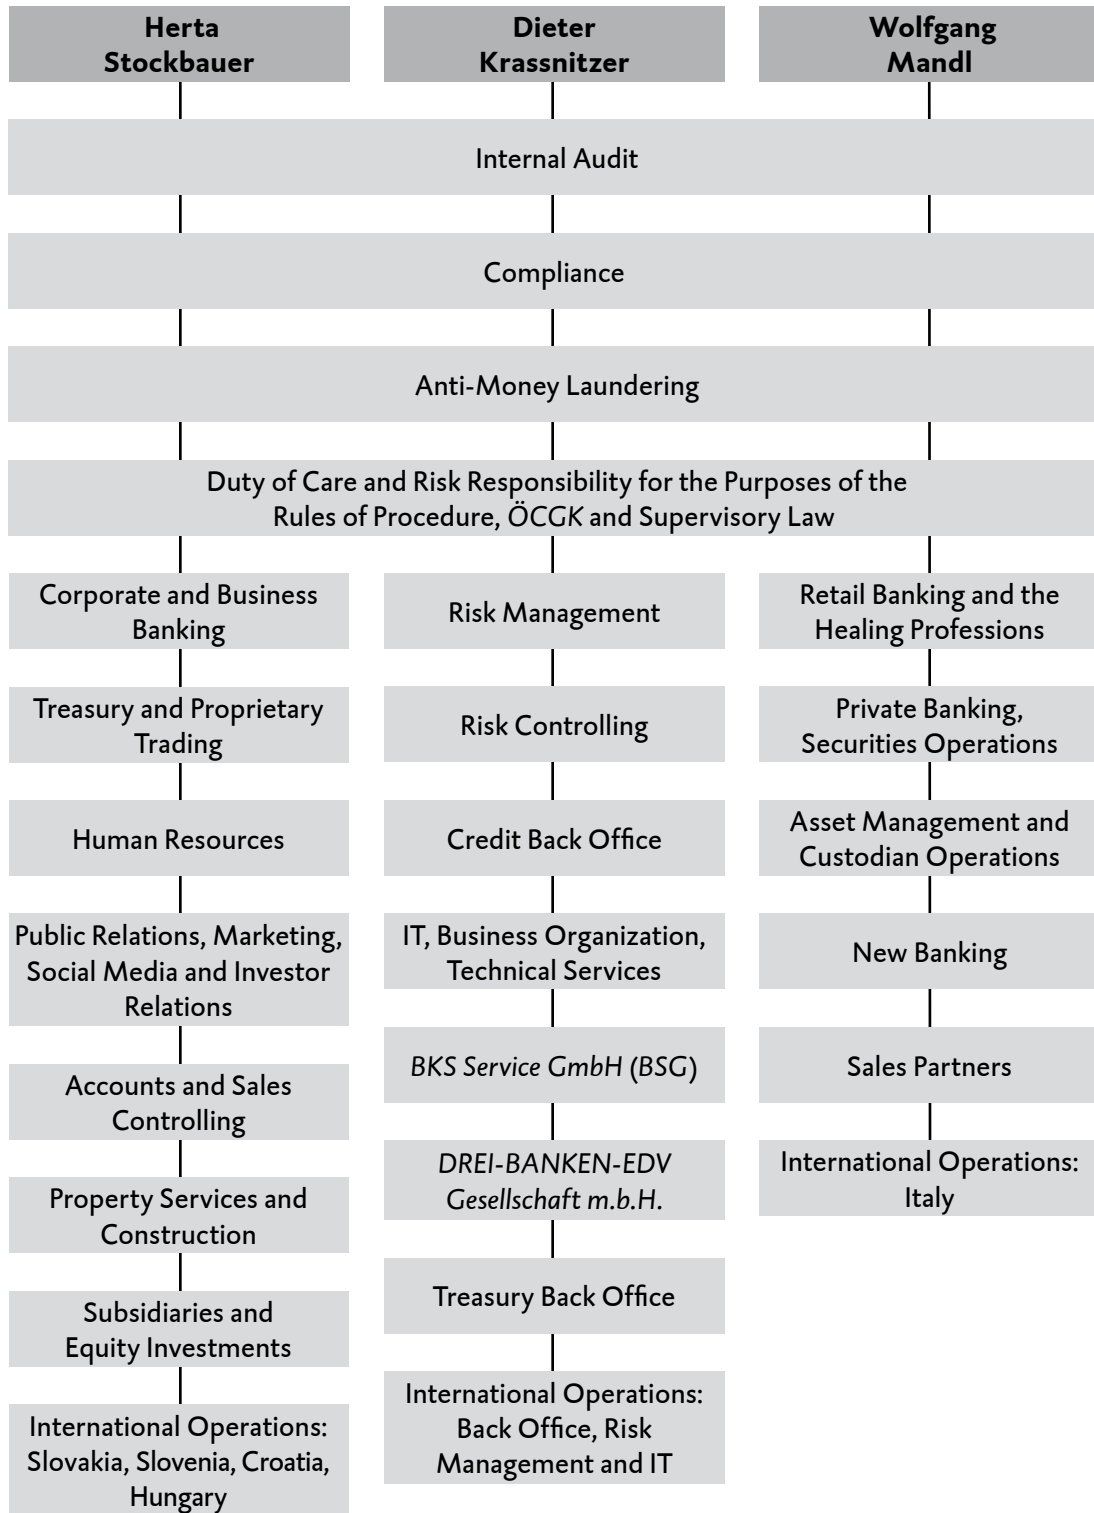 Herta
Stockbauer
Dieter
Krassnitzer
Wolfgang
Mandl
Internal Audit
Compliance
Anti-Money Laundering
Duty of Care and Risk Responsibility for the Purposes of the
Rules of Procedure, ÖCGK and Supervisory Law
Corporate and Business
Banking
Treasury and Proprietary
Trading
Human Resources
Public Relations, Marketing,
Social Media and Investor
Relations
Accounts and Sales
Controlling
Property Services and
Construction
Subsidiaries and
Equity Investments
International Operations:
Slovakia, Slovenia, Croatia,
Hungary
Risk Management
Risk Controlling
Credit Back Office
IT, Business Organization,
Technical Services
BKS Service GmbH (BSG)
DREI-BANKEN-EDV
Gesellschaft m.b.H.
Treasury Back Office
International Operations:
Back Office, Risk
Management and IT
Retail Banking and the
Healing Professions
Private Banking,
Securities Operations
Asset Management and
Custodian Operations
New Banking
Sales Partners
International Operations:
Italy